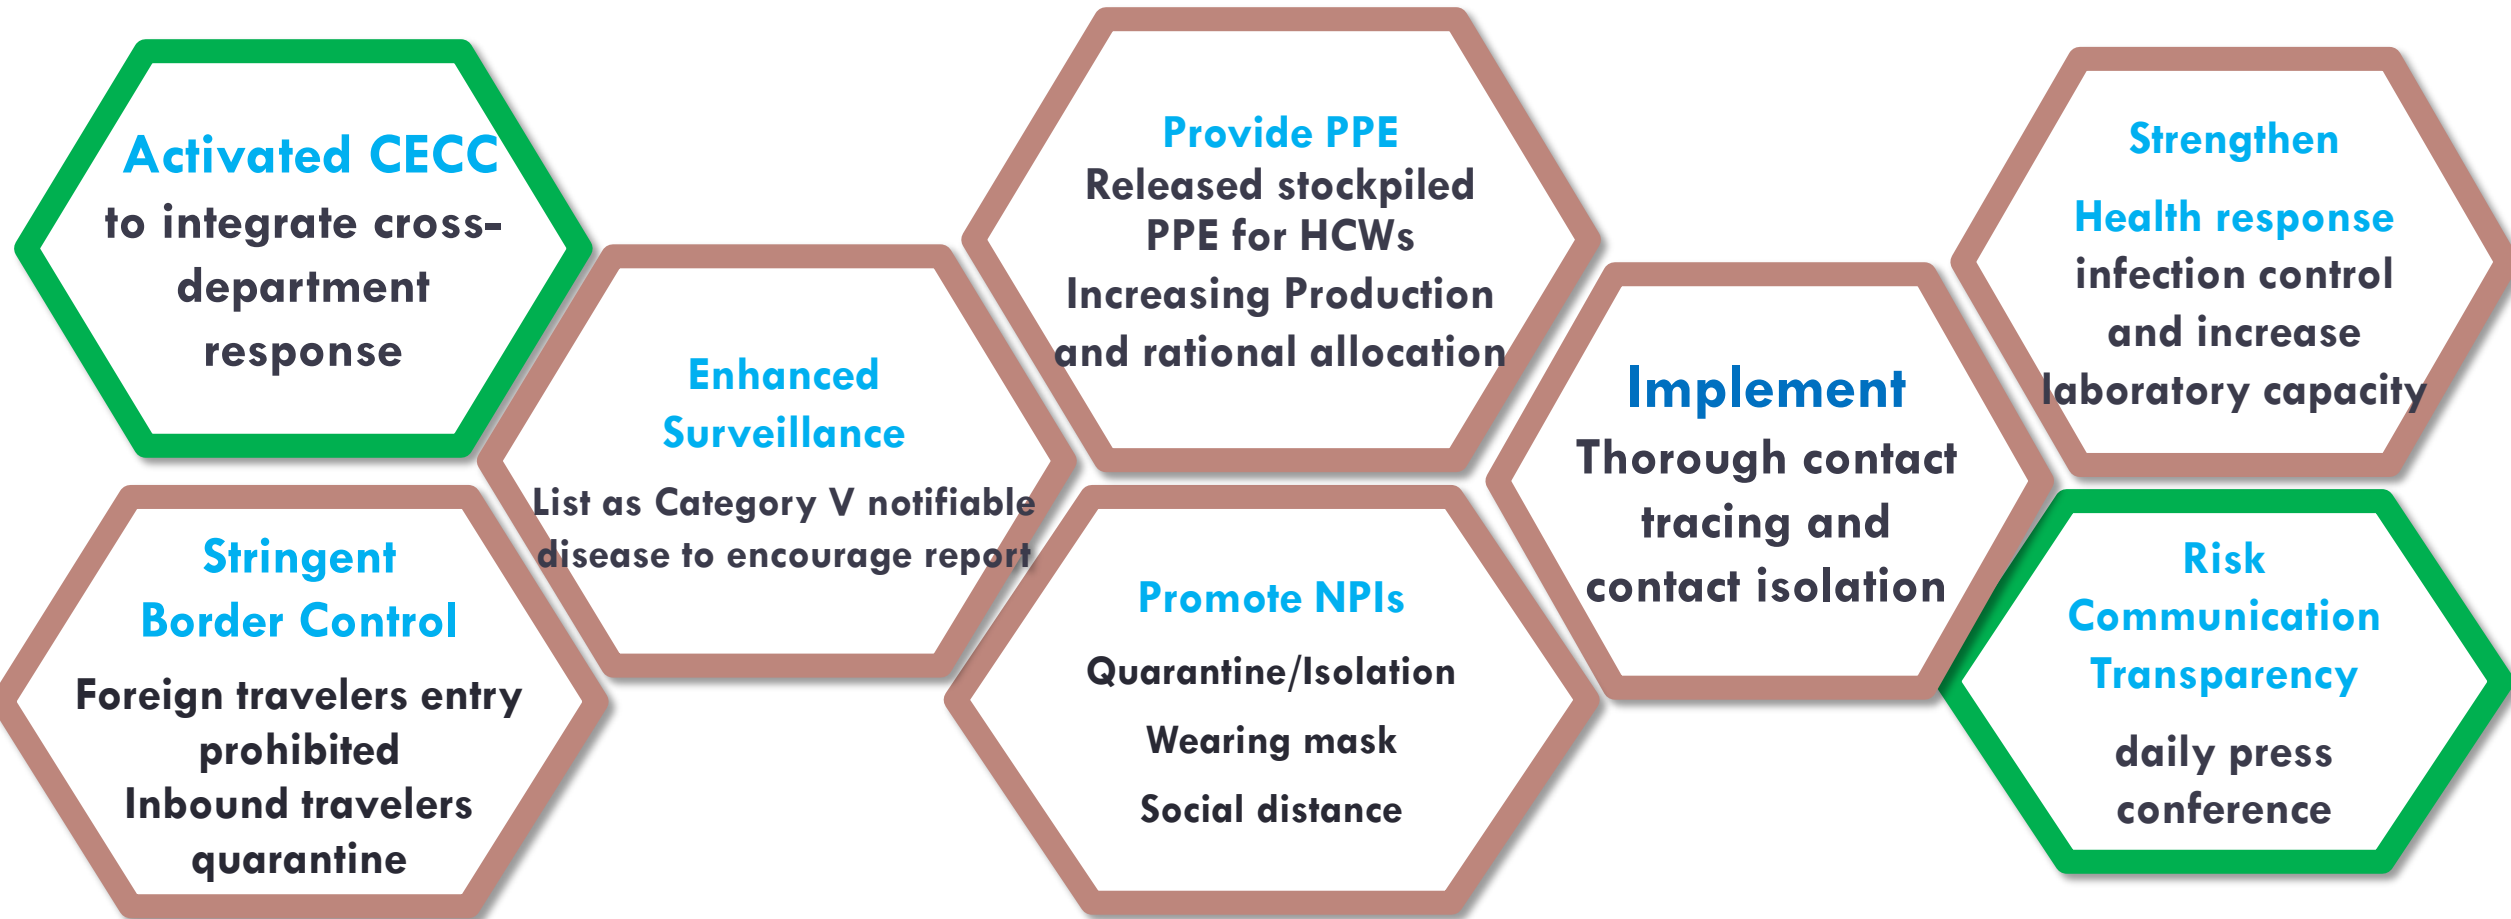 Activated CECC
to integrate cross-
department
response
Stringent
Border Control
Foreign travelers entry
prohibited
Inbound travelers
quarantine
Enhanced
Surveillance
List as Category V notifiable
disease to encourage report
Provide PPE
Released stockpiled
PPE for HCWs
Increasing Production
and rational allocation
Promote NPIs
Quarantine/Isolation
Wearing mask
Social distance
Implement
Thorough contact
tracing and
contact isolation
Strengthen
Health response
infection control
and increase
laboratory capacity
Risk
Communication
Transparency
daily press
conference